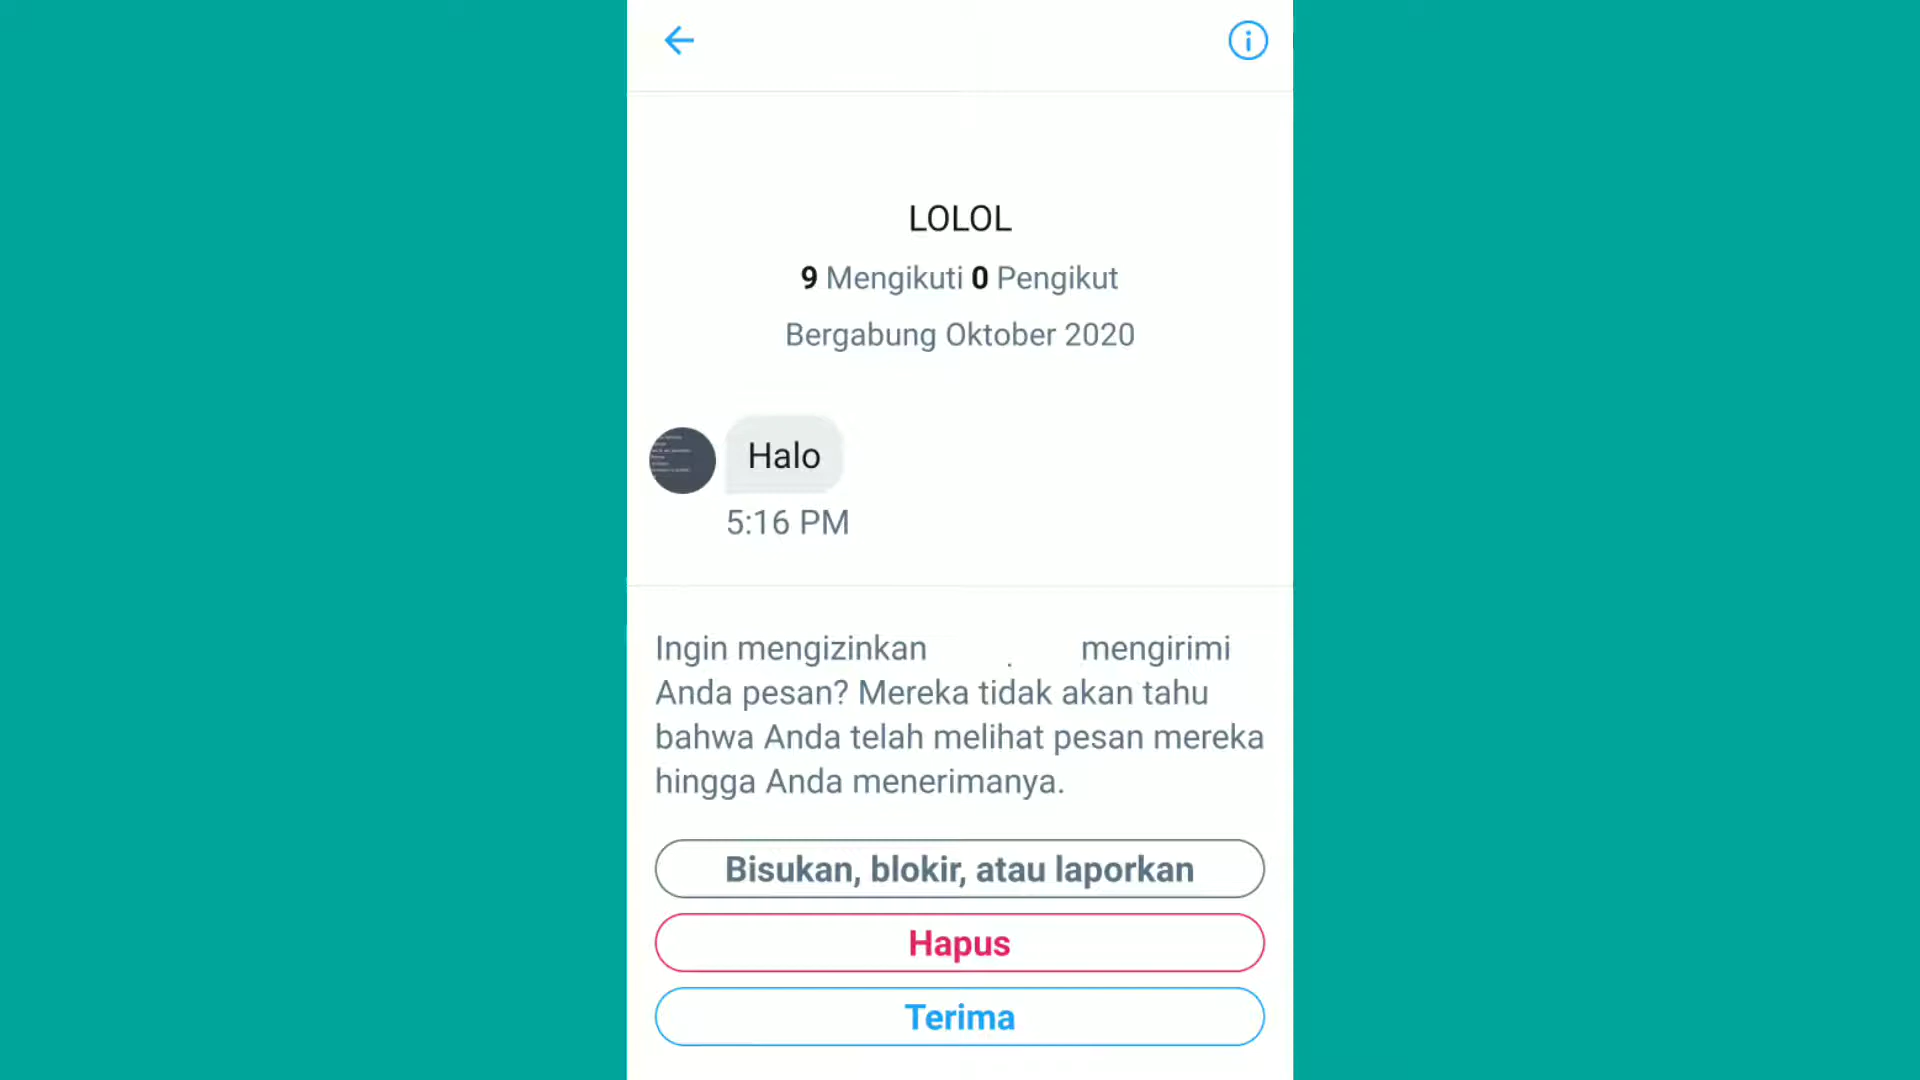 LOLOL
9 Mengikuti 0 Pengikut
Bergabung Oktober 2020
Halo
5:16 PM
Ingin mengizinkan mengirimi
Anda pesan? Mereka tidak akan tahu
bahwa Anda telah melihat pesan mereka
hingga Anda menerimanya.
Bisukan, blokir, atau laporkan
Hapus
Terima